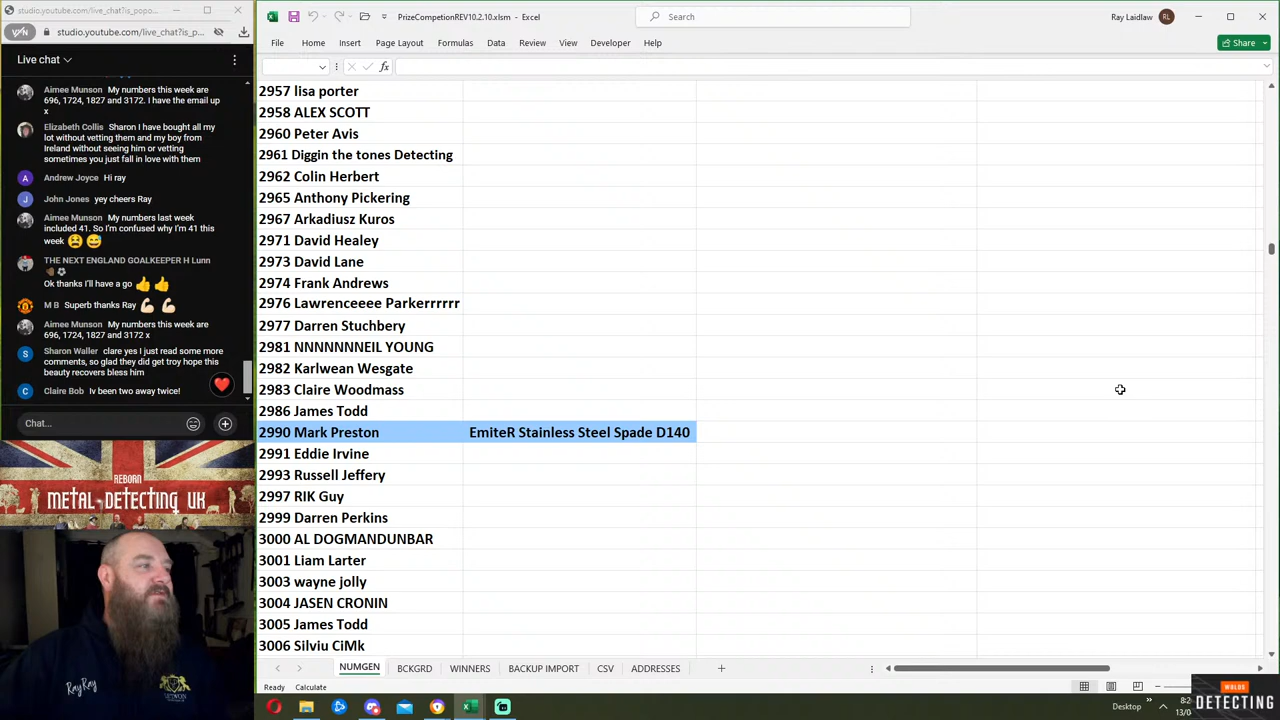 studio.youtube.com/live_chat?is_popo...
studio.youtube.com/live_chat?is_p...
Live chat
Aimee Munson My numbers this week are
696, 1724, 1827 and 3172. I have the email up
x
Elizabeth Collis Sharon I have bought all my
lot without vetting them and my boy from
Ireland without seeing him or vetting
sometimes you just fall in love with them
A Andrew Joyce Hi ray
J John Jones yey cheers Ray
Aimee Munson My numbers last week
included 41. So I'm confused why I'm 41 this
week 😫 😅
THE NEXT ENGLAND GOALKEEPER H Lunn
Ok thanks I'll have a go 👍 👍
M B Superb thanks Ray 💪🏻 💪🏻
Aimee Munson My numbers this week are
696, 1724, 1827 and 3172 x
S Sharon Waller clare yes I just read some more
comments, so glad they did get troy hope this
beauty recovers bless him
C Claire Bob Iv been two away twice!
Chat...
REBORN
METAL-DETECTING UK
RayRay
PrizeCompetionREV10.2.10.xlsm - Excel
Search
Ray Laidlaw RL
File Home Insert Page Layout Formulas Data Review View Developer Help
Share
fx
2957 lisa porter
2958 ALEX SCOTT
2960 Peter Avis
2961 Diggin the tones Detecting
2962 Colin Herbert
2965 Anthony Pickering
2967 Arkadiusz Kuros
2971 David Healey
2973 David Lane
2974 Frank Andrews
2976 Lawrenceeee Parkerrrrrr
2977 Darren Stuchbery
2981 NNNNNNNEIL YOUNG
2982 Karlwean Wesgate
2983 Claire Woodmass
2986 James Todd
2990 Mark Preston EmiteR Stainless Steel Spade D140
2991 Eddie Irvine
2993 Russell Jeffery
2997 RIK Guy
2999 Darren Perkins
3000 AL DOGMANDUNBAR
3001 Liam Larter
3003 wayne jolly
3004 JASEN CRONIN
3005 James Todd
3006 Silviu CiMk
NUMGEN BCKGRD WINNERS BACKUP IMPORT CSV ADDRESSES
Ready Calculate
Desktop
DETECTING